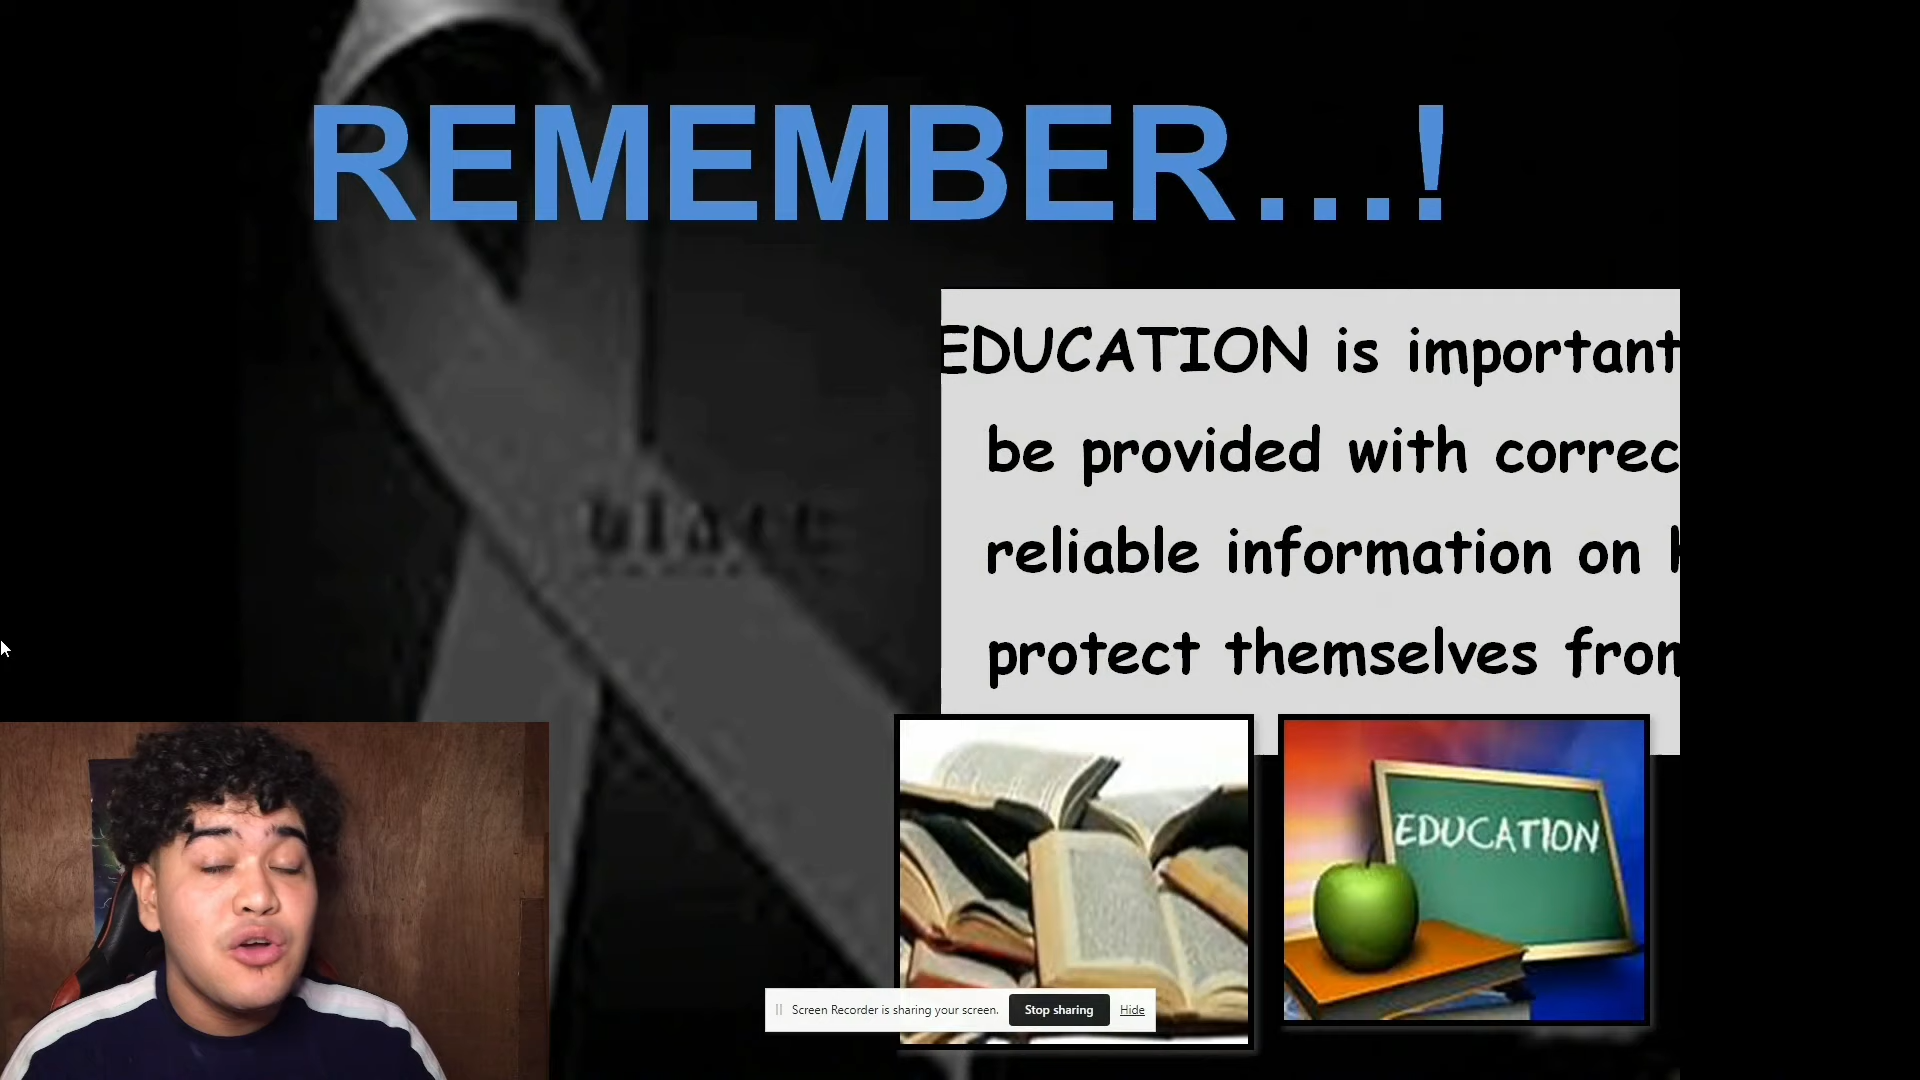 REMEMBER...!
EDUCATION is important
be provided with correc
reliable information on
protect themselves from
EDUCATION
Screen Recorder is sharing your screen. Stop sharing Hide